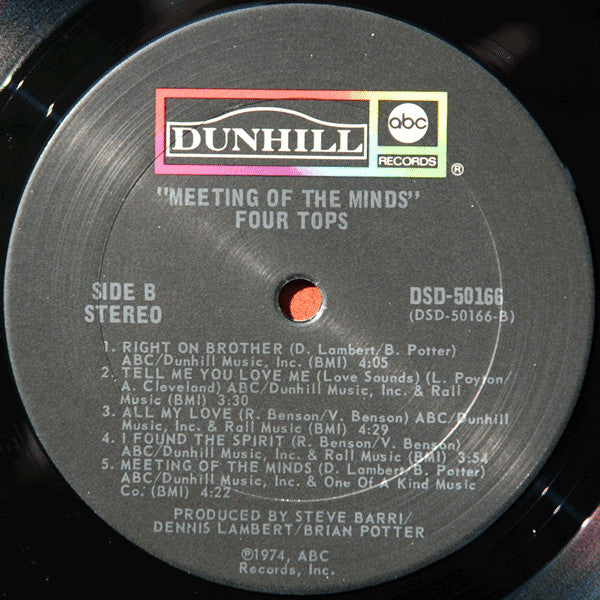 DUNHILL
abc
RECORDS
®
"MEETING OF THE MINDS"
FOUR TOPS
SIDE B
STEREO
DSD-50166
(DSD-50166-B)
1. RIGHT ON BROTHER (D. Lambert/B. Potter)
ABC/Dunhill Music, Inc. (BMI) 4:05
2. TELL ME YOU LOVE ME (Love Sounds) (L. Payton/
A. Cleveland) ABC/Dunhill Music, Inc. & Rall
Music (BMI) 3:30
3. ALL MY LOVE (R. Benson/V. Benson) ABC/Dunhill
Music, Inc. & Rall Music (BMI) 4:29
4. I FOUND THE SPIRIT (R. Benson/V. Benson)
ABC/Dunhill Music, Inc. & Rall Music (BMI) 3:54
5. MEETING OF THE MINDS (D. Lambert/B. Potter)
ABC/Dunhill Music, Inc. & One Of A Kind Music
Co. (BMI) 4:22
PRODUCED BY STEVE BARRI/
DENNIS LAMBERT/BRIAN POTTER
℗1974, ABC
Records, Inc.